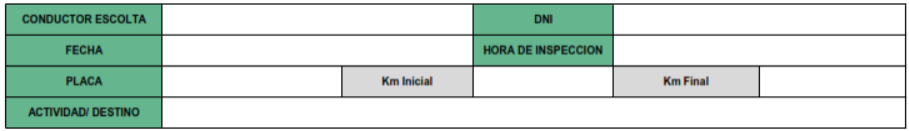 CONDUCTOR ESCOLTA DNI
FECHA HORA DE INSPECCION
PLACA Km Inicial Km Final
ACTIVIDAD/ DESTINO